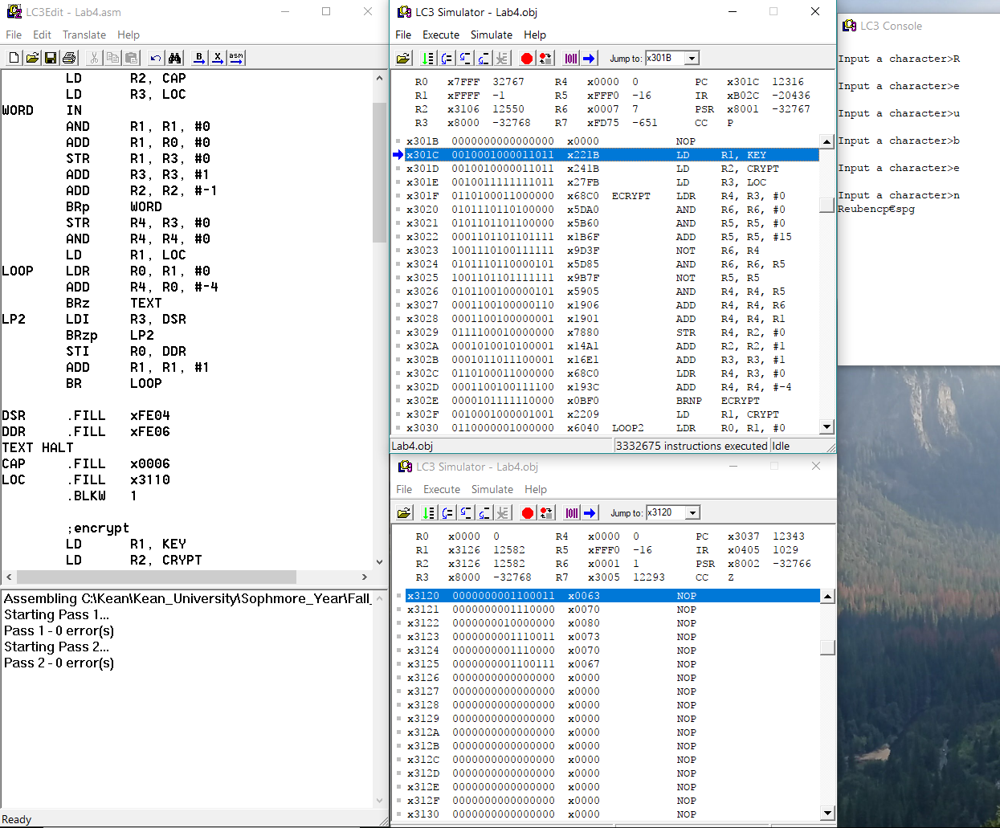 LC3Edit - Lab4.asm
File Edit Translate Help
B X asm
LD R2, CAP
LD R3, LOC
WORD IN
AND R1, R1, #0
ADD R1, R0, #0
STR R1, R3, #0
ADD R3, R3, #1
ADD R2, R2, #-1
BRp WORD
STR R4, R3, #0
AND R4, R4, #0
LD R1, LOC
LOOP LDR R0, R1, #0
ADD R4, R0, #-4
BRz TEXT
LP2 LDI R3, DSR
BRzp LP2
STI R0, DDR
ADD R1, R1, #1
BR LOOP
DSR .FILL xFE04
DDR .FILL xFE06
TEXT HALT
CAP .FILL x0006
LOC .FILL x3110
.BLKW 1
;encrypt
LD R1, KEY
LD R2, CRYPT
Assembling C:\Kean\Kean_University\Sophmore_Year\Fall_
Starting Pass 1...
Pass 1 - 0 error(s)
Starting Pass 2...
Pass 2 - 0 error(s)
Ready
LC3 Simulator - Lab4.obj
File Execute Simulate Help
Jump to: x301B
R0 x7FFF 32767 R4 x0000 0 PC x301C 12316
R1 xFFFF -1 R5 xFFF0 -16 IR xB02C -20436
R2 x3106 12550 R6 x0007 7 PSR x8001 -32767
R3 x8000 -32768 R7 xFD75 -651 CC P
x301B 0000000000000000 x0000 NOP
x301C 0010001000011011 x221B LD R1, KEY
x301D 0010010000011011 x241B LD R2, CRYPT
x301E 0010011111111011 x27FB LD R3, LOC
x301F 0110100011000000 x68C0 ECRYPT LDR R4, R3, #0
x3020 0101110110100000 x5DA0 AND R6, R6, #0
x3021 0101101101100000 x5B60 AND R5, R5, #0
x3022 0001101101101111 x1B6F ADD R5, R5, #15
x3023 1001110100111111 x9D3F NOT R6, R4
x3024 0101110110000101 x5D85 AND R6, R6, R5
x3025 1001101101111111 x9B7F NOT R5, R5
x3026 0101100100000101 x5905 AND R4, R4, R5
x3027 0001100100000110 x1906 ADD R4, R4, R6
x3028 0001100100000001 x1901 ADD R4, R4, R1
x3029 0111100010000000 x7880 STR R4, R2, #0
x302A 0001010010100001 x14A1 ADD R2, R2, #1
x302B 0001011011100001 x16E1 ADD R3, R3, #1
x302C 0110100011000000 x68C0 LDR R4, R3, #0
x302D 0001100100111100 x193C ADD R4, R4, #-4
x302E 0000101111110000 x0BF0 BRNP ECRYPT
x302F 0010001000001001 x2209 LD R1, CRYPT
x3030 0110000001000000 x6040 LOOP2 LDR R0, R1, #0
Lab4.obj 3332675 instructions executed Idle
LC3 Simulator - Lab4.obj
File Execute Simulate Help
Jump to: x3120
R0 x0000 0 R4 x0000 0 PC x3037 12343
R1 x3126 12582 R5 xFFF0 -16 IR x0405 1029
R2 x3126 12582 R6 x0001 1 PSR x8002 -32766
R3 x8000 -32768 R7 x3005 12293 CC Z
x3120 0000000001100011 x0063 NOP
x3121 0000000001110000 x0070 NOP
x3122 0000000010000000 x0080 NOP
x3123 0000000001110011 x0073 NOP
x3124 0000000001110000 x0070 NOP
x3125 0000000001100111 x0067 NOP
x3126 0000000000000000 x0000 NOP
x3127 0000000000000000 x0000 NOP
x3128 0000000000000000 x0000 NOP
x3129 0000000000000000 x0000 NOP
x312A 0000000000000000 x0000 NOP
x312B 0000000000000000 x0000 NOP
x312C 0000000000000000 x0000 NOP
x312D 0000000000000000 x0000 NOP
x312E 0000000000000000 x0000 NOP
x312F 0000000000000000 x0000 NOP
x3130 0000000000000000 x0000 NOP
LC3 Console
Input a character>R
Input a character>e
Input a character>u
Input a character>b
Input a character>e
Input a character>n
Reubencp€spg